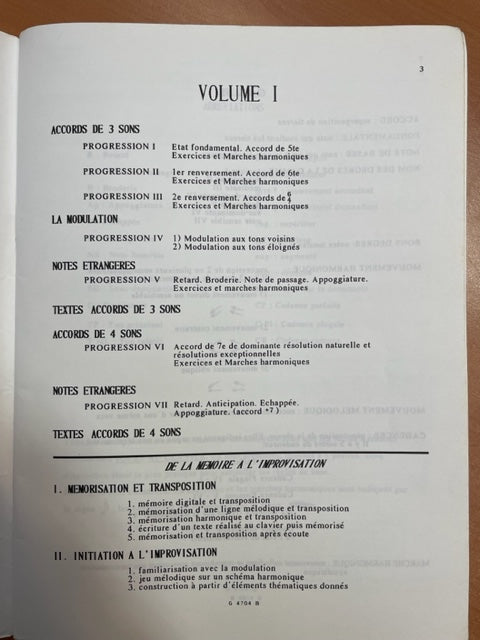 3
VOLUME I
ACCORDS DE 3 SONS
PROGRESSION I Etat fondamental. Accord de 5te
Exercices et Marches harmoniques
PROGRESSION II 1er renversement. Accord de 6te
Exercices et Marches harmoniques
PROGRESSION III 2e renversement. Accords de 6/4
Exercices et Marches harmoniques
LA MODULATION
PROGRESSION IV 1) Modulation aux tons voisins
2) Modulation aux tons éloignés
NOTES ETRANGERES
PROGRESSION V Retard. Broderie. Note de passage. Appoggiature.
Exercices et marches harmoniques
TEXTES ACCORDS DE 3 SONS
ACCORDS DE 4 SONS
PROGRESSION VI Accord de 7e de dominante résolution naturelle et
résolutions exceptionnelles
Exercices et Marches harmoniques
NOTES ETRANGERES
PROGRESSION VII Retard. Anticipation. Echappée.
Appoggiature. (accord +7)
TEXTES ACCORDS DE 4 SONS
DE LA MEMOIRE A L'IMPROVISATION
I. MEMORISATION ET TRANSPOSITION
1. mémoire digitale et transposition
2. mémorisation d'une ligne mélodique et transposition
3. mémorisation harmonique et transposition
4. écriture d'un texte réalisé au clavier puis mémorisé
5. mémorisation et transposition après écoute
II. INITIATION A L'IMPROVISATION
1. familiarisation avec la modulation
2. jeu mélodique sur un schéma harmonique
3. construction à partir d'éléments thématiques donnés
G 4704 B